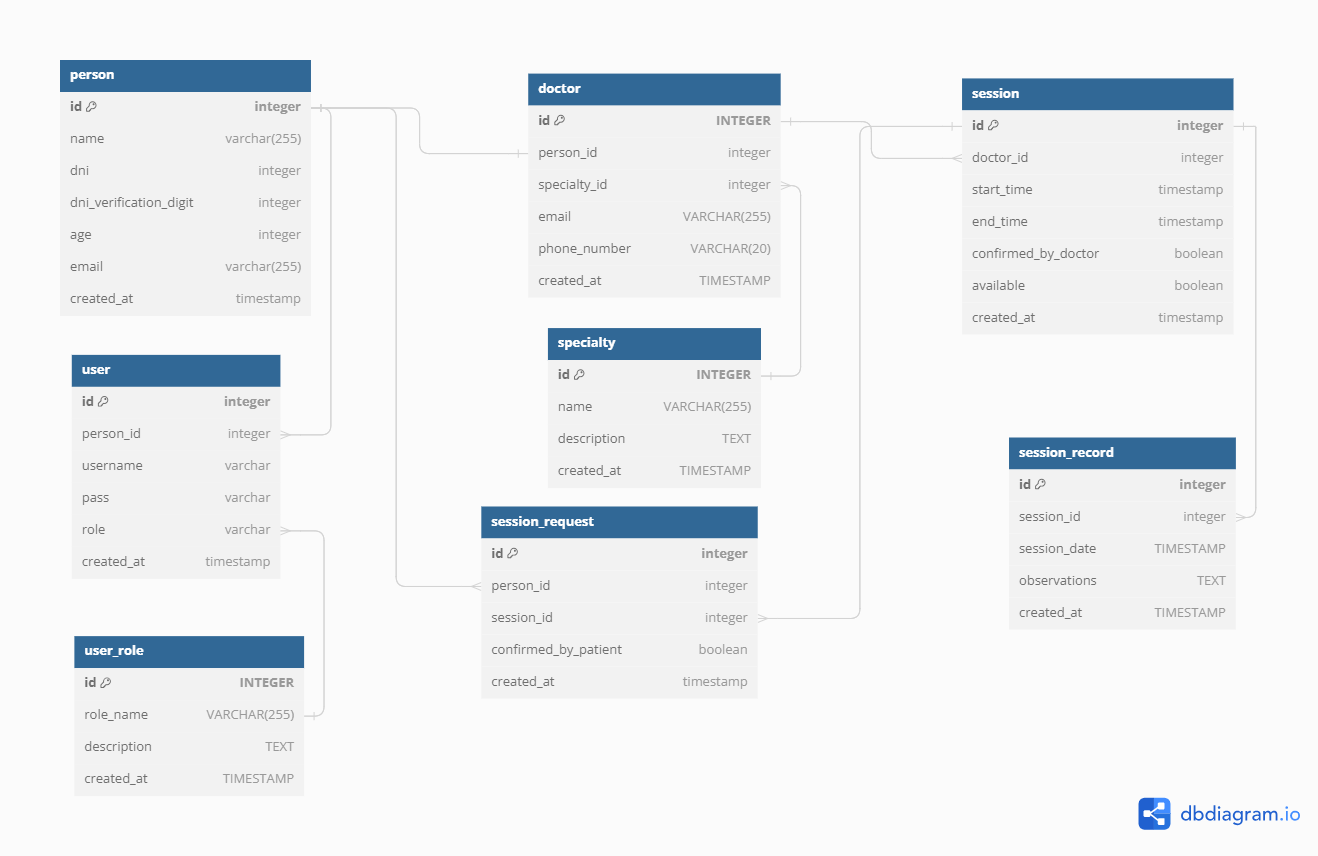 person
id integer
name varchar(255)
dni integer
dni_verification_digit integer
age integer
email varchar(255)
created_at timestamp
user
id integer
person_id integer
username varchar
pass varchar
role varchar
created_at timestamp
user_role
id INTEGER
role_name VARCHAR(255)
description TEXT
created_at TIMESTAMP
doctor
id INTEGER
person_id integer
specialty_id integer
email VARCHAR(255)
phone_number VARCHAR(20)
created_at TIMESTAMP
specialty
id INTEGER
name VARCHAR(255)
description TEXT
created_at TIMESTAMP
session_request
id integer
person_id integer
session_id integer
confirmed_by_patient boolean
created_at timestamp
session
id integer
doctor_id integer
start_time timestamp
end_time timestamp
confirmed_by_doctor boolean
available boolean
created_at timestamp
session_record
id integer
session_id integer
session_date TIMESTAMP
observations TEXT
created_at TIMESTAMP
dbdiagram.io